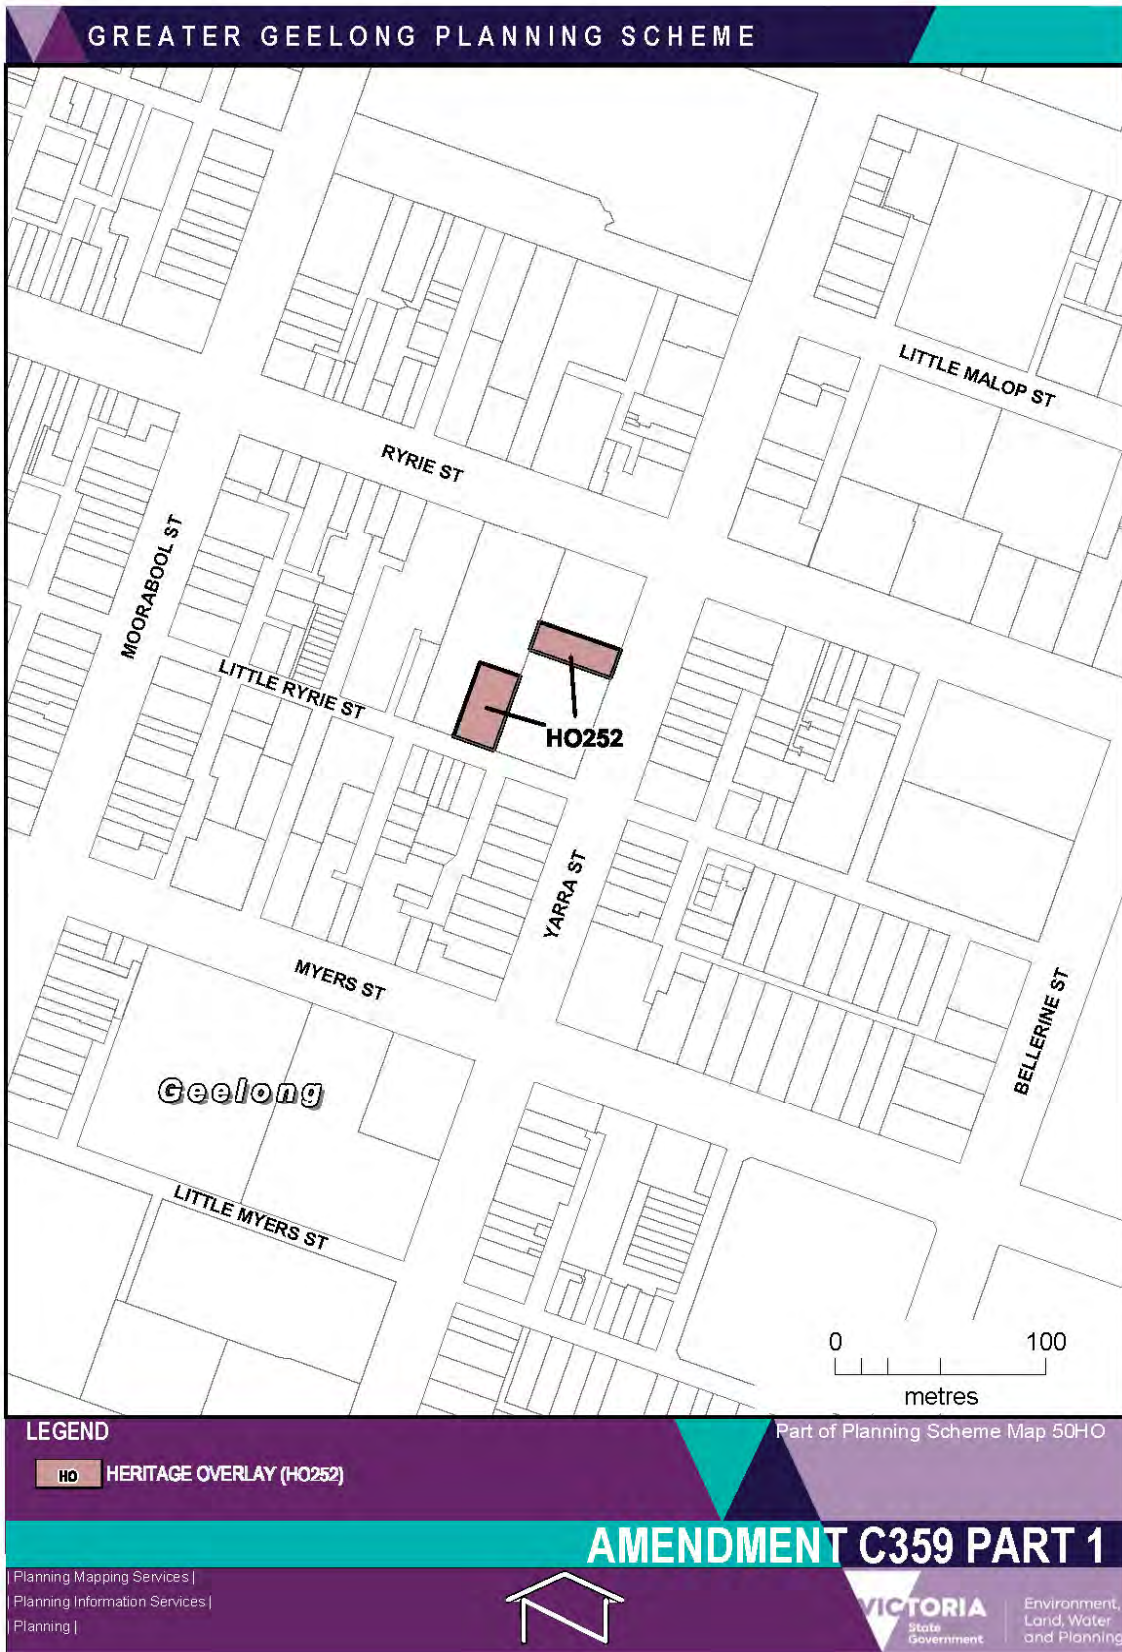 GREATER GEELONG PLANNING SCHEME
LITTLE MALOP ST
RYRIE ST
MOORABOOL ST
LITTLE RYRIE ST
HO252
YARRA ST
MYERS ST
BELLERINE ST
Geelong
LITTLE MYERS ST
0 100
metres
LEGEND
Part of Planning Scheme Map 50HO
HO HERITAGE OVERLAY (HO252)
AMENDMENT C359 PART 1
| Planning Mapping Services |
| Planning Information Services |
| Planning |
VICTORIA
State
Government
Environment,
Land, Water
and Planning